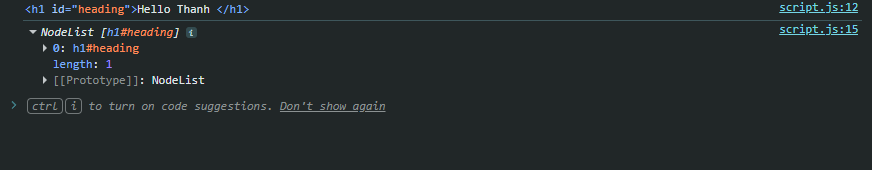 <h1 id="heading">Hello Thanh </h1> script.js:12
▼ NodeList [h1#heading] i script.js:15
▶ 0: h1#heading
length: 1
▶ [[Prototype]]: NodeList
> ctrl i to turn on code suggestions. Don't show again